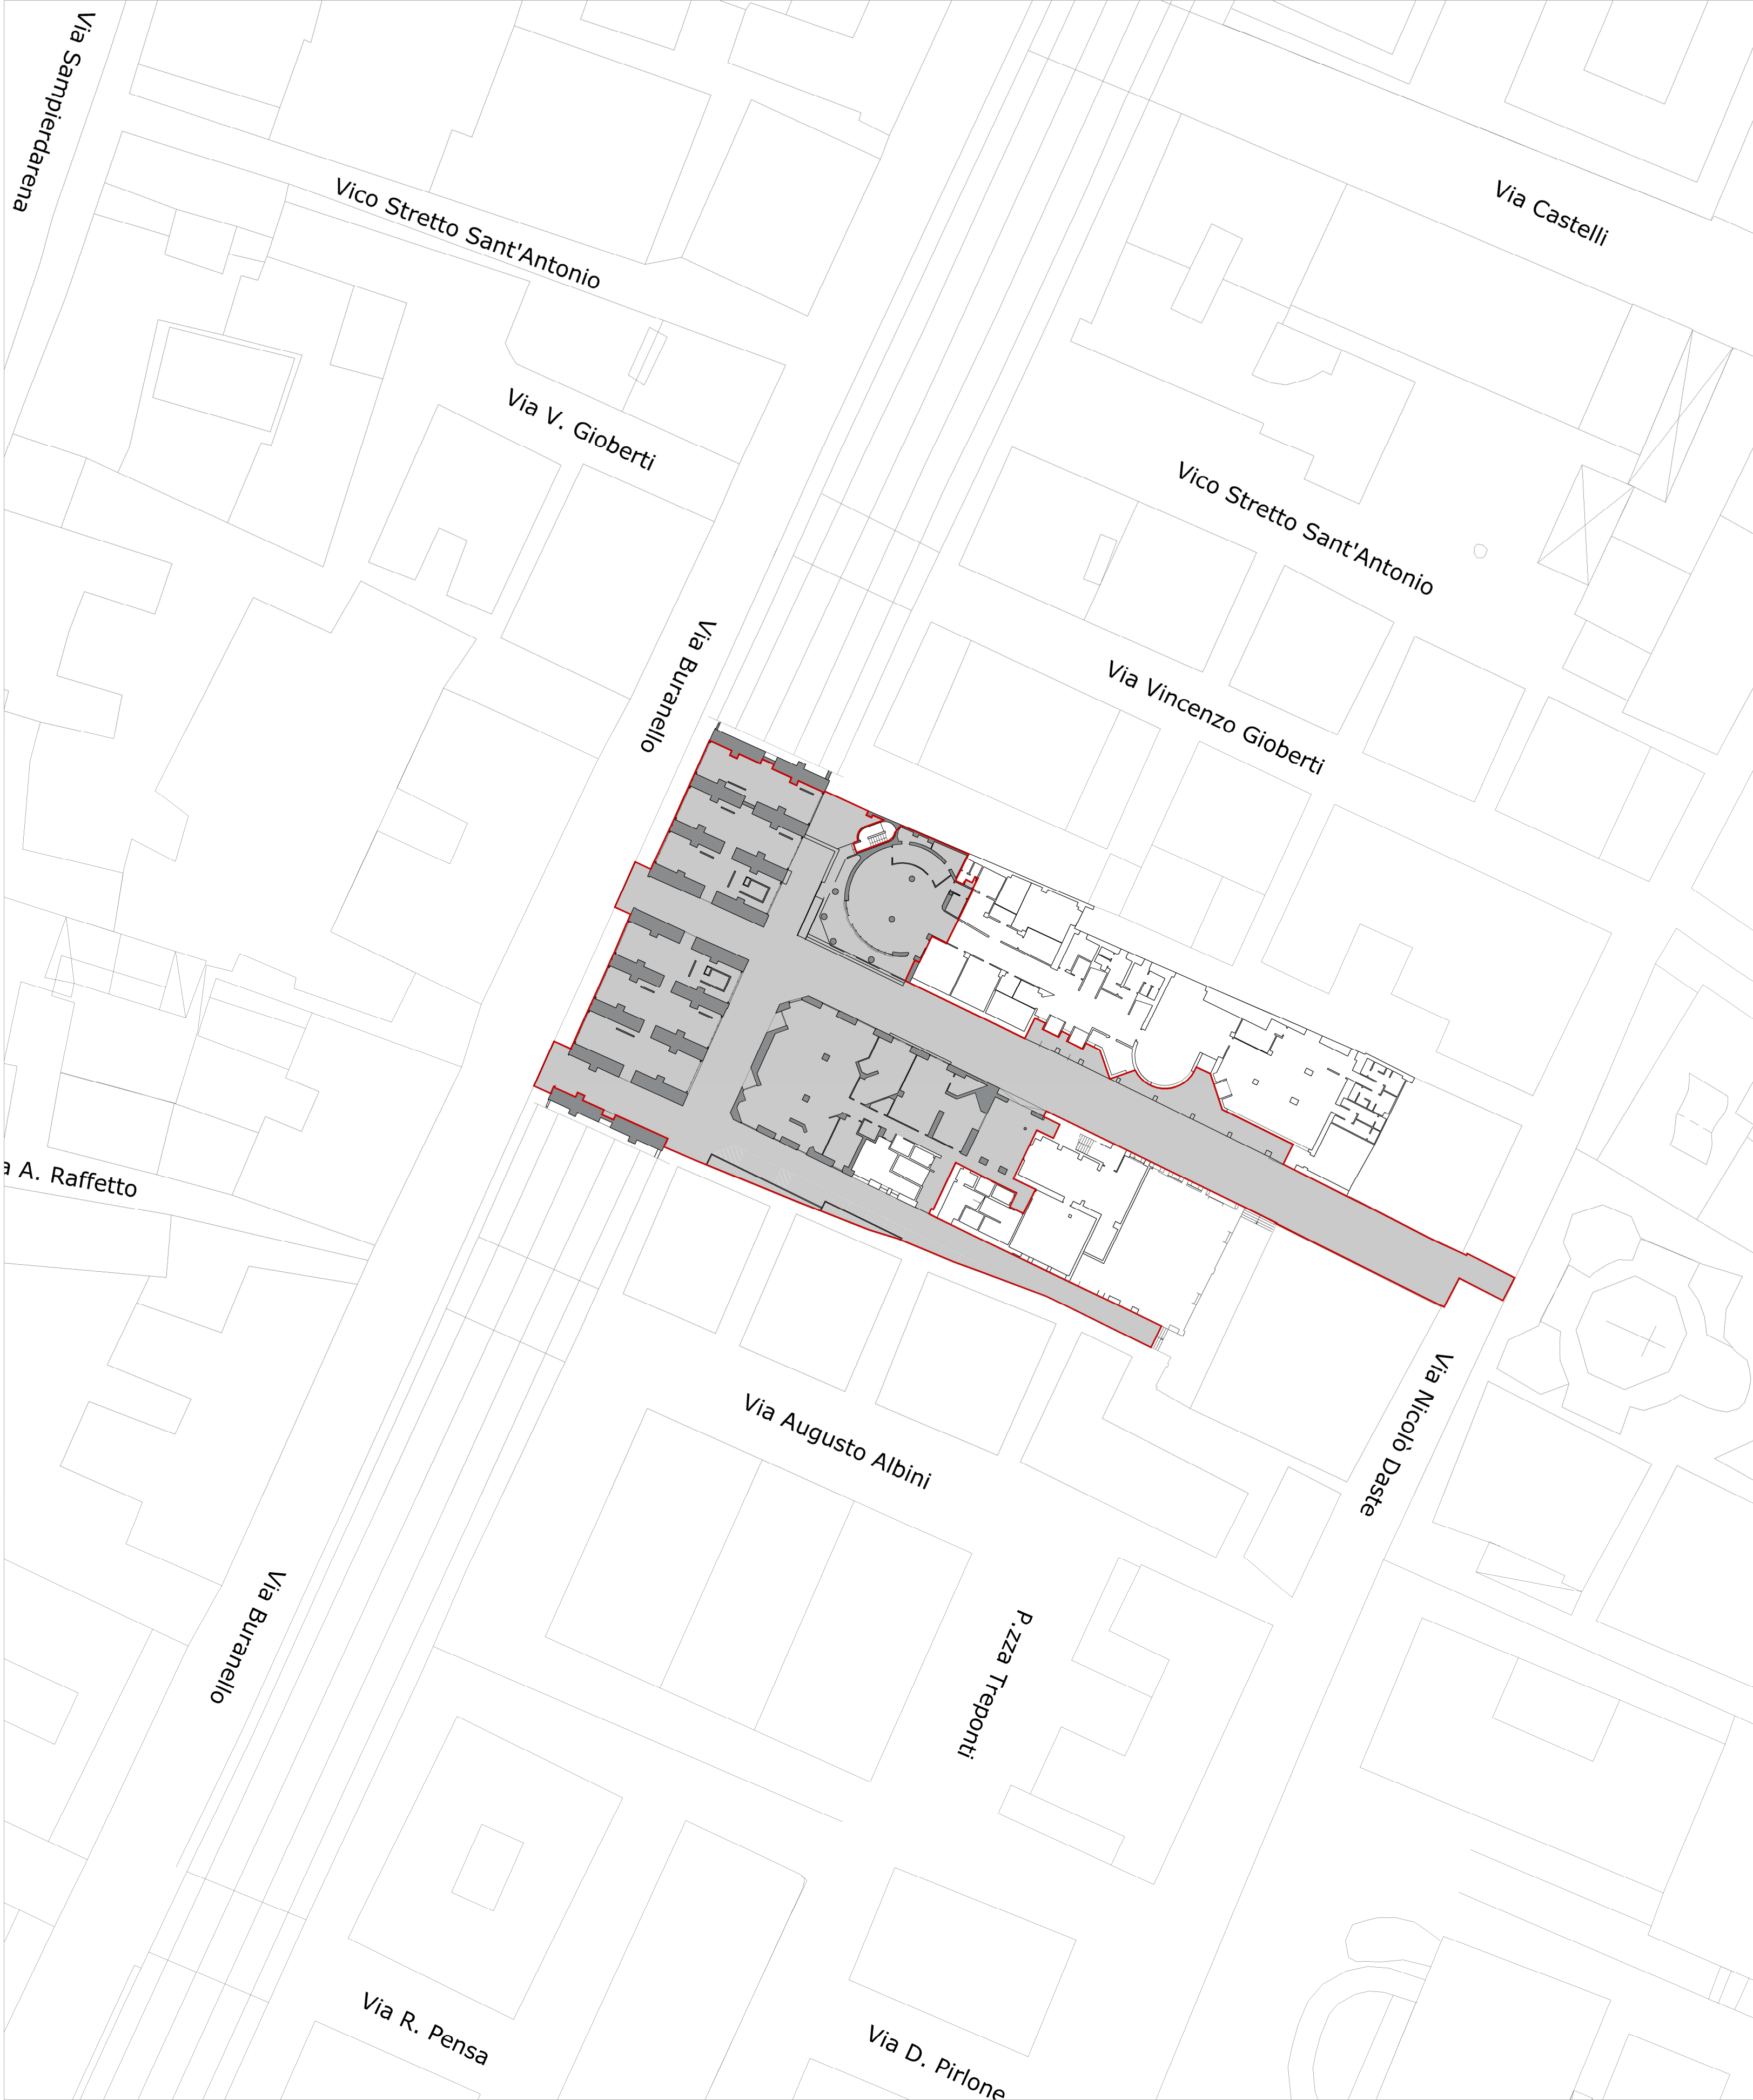 Via Sampierdarena
Vico Stretto Sant'Antonio
Via Castelli
Via V. Gioberti
Vico Stretto Sant'Antonio
Via Buranello
Via Vincenzo Gioberti
a A. Raffetto
Via Augusto Albini
Via Nicolò Daste
Via Buranello
P.zza Treponti
Via R. Pensa
Via D. Pirlone